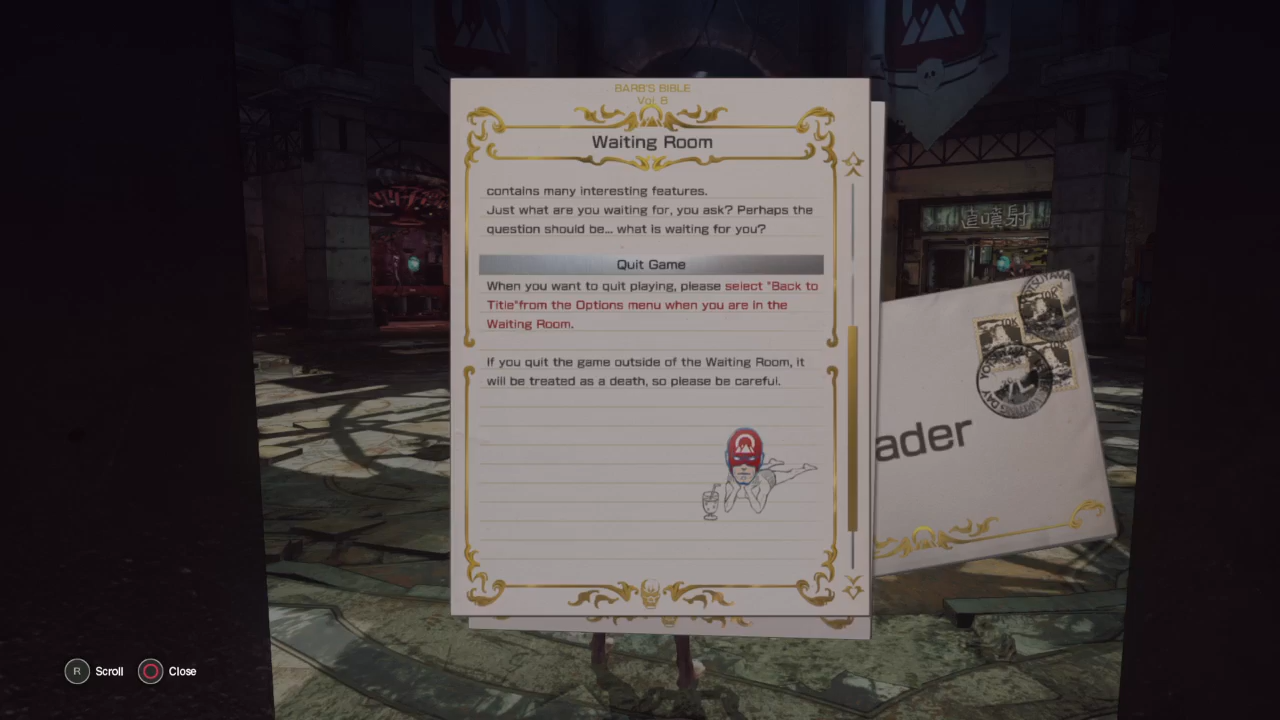 BARB'S BIBLE
Vol. 6
Waiting Room
contains many interesting features.
Just what are you waiting for, you ask? Perhaps the
question should be... what is waiting for you?
Quit Game
When you want to quit playing, please select "Back to
Title"from the Options menu when you are in the
Waiting Room.
If you quit the game outside of the Waiting Room, it
will be treated as a death, so please be careful.
ader
R Scroll Close